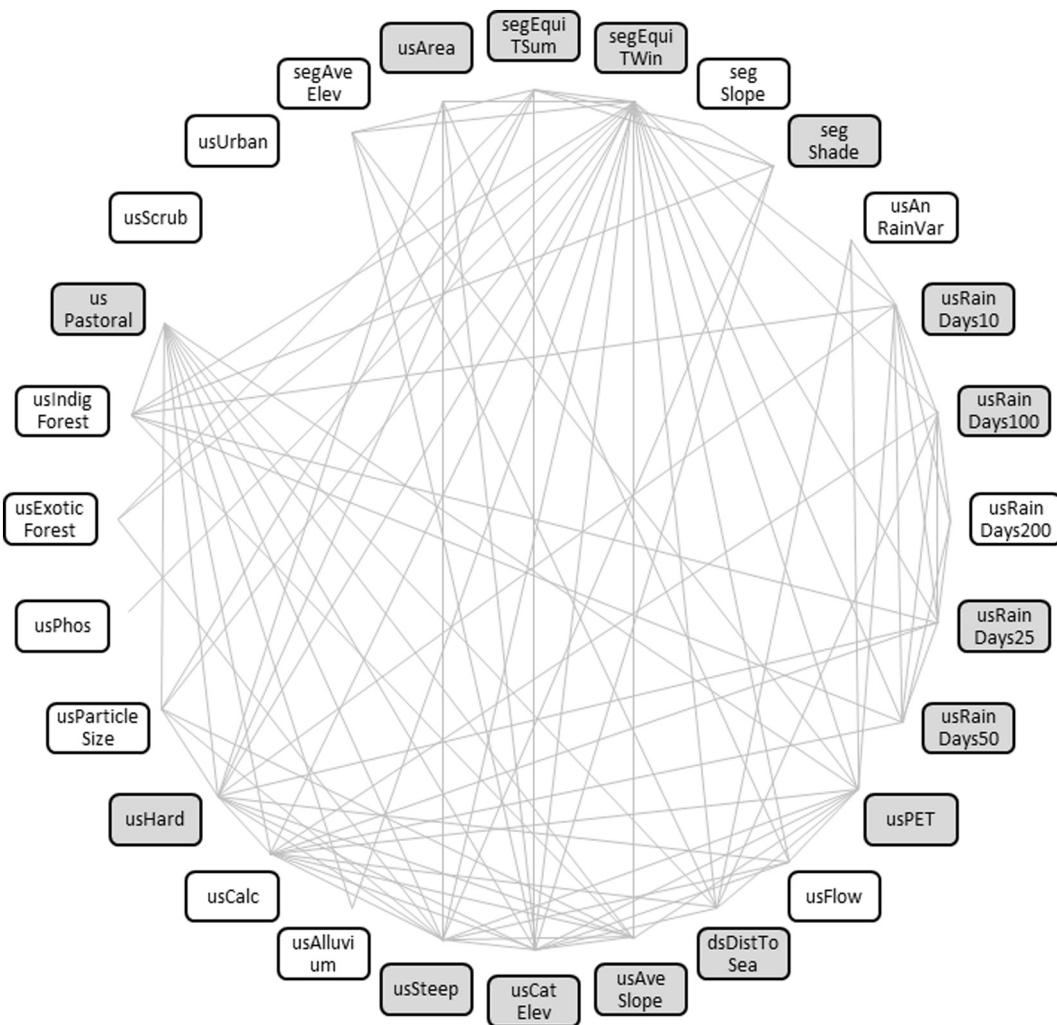 segEqui
TSum
segEqui
TWin
seg
Slope
seg
Shade
usAn
RainVar
usRain
Days10
usRain
Days100
usRain
Days200
usRain
Days25
usRain
Days50
usPET
usFlow
dsDistTo
Sea
usAve
Slope
usCat
Elev
usSteep
usAlluvi
um
usCalc
usHard
usParticle
Size
usPhos
usExotic
Forest
usIndig
Forest
us
Pastoral
usScrub
usUrban
segAve
Elev
usArea